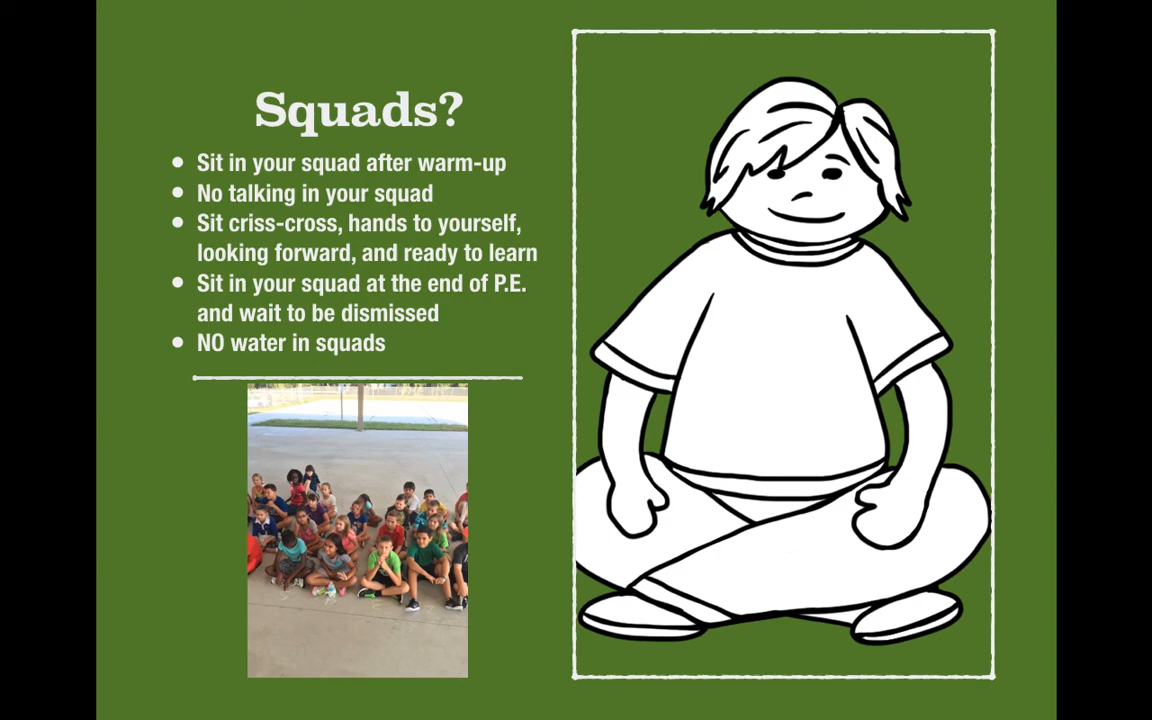 Squads?
• Sit in your squad after warm-up
• No talking in your squad
• Sit criss-cross, hands to yourself,
looking forward, and ready to learn
• Sit in your squad at the end of P.E.
and wait to be dismissed
• NO water in squads